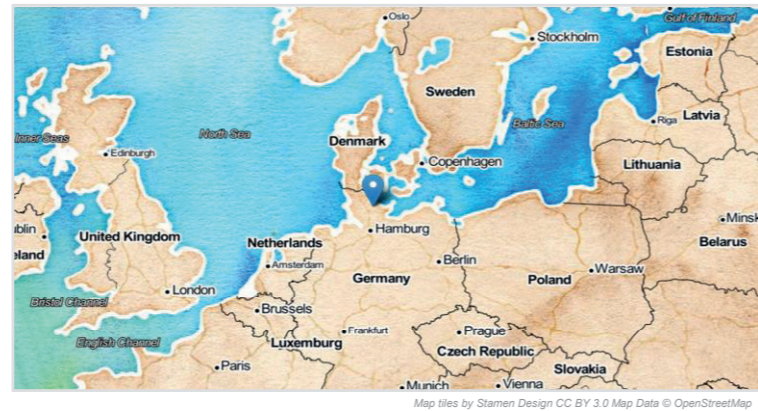 Oslo
Gulf of Finland
Stockholm
Estonia
Sweden
Inner Seas
North Sea
Baltic Sea
Riga
Latvia
Edinburgh
Denmark
Copenhagen
Lithuania
Minsk
blin
United Kingdom
Hamburg
Netherlands
Belarus
eland
Amsterdam
Berlin
Germany
Poland
Warsaw
London
Bristol Channel
Brussels
English Channel
Frankfurt
Prague
Luxemburg
Czech Republic
Paris
Slovakia
Munich
Vienna
Map tiles by Stamen Design CC BY 3.0 Map Data © OpenStreetMap